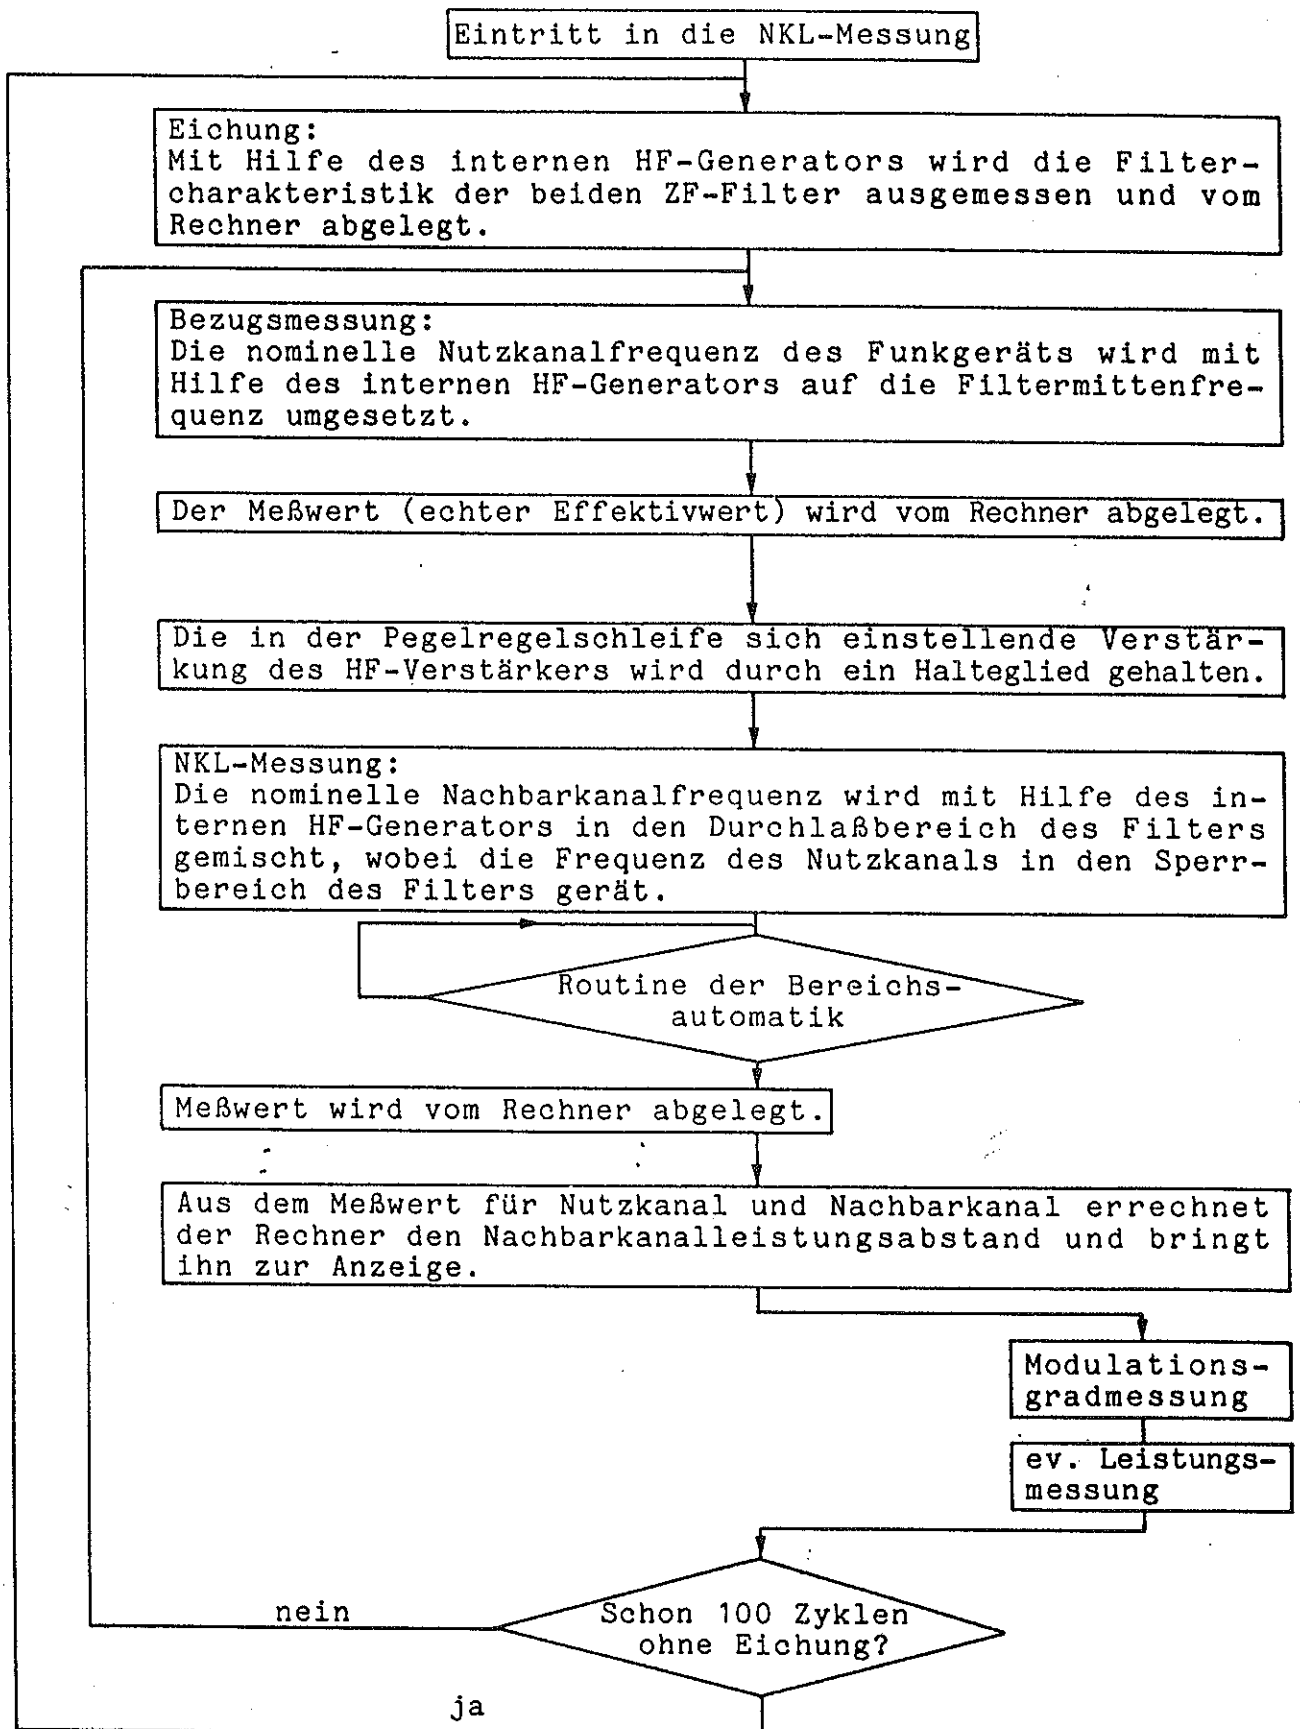 Eintritt in die NKL-Messung
Eichung:
Mit Hilfe des internen HF-Generators wird die Filter-
charakteristik der beiden ZF-Filter ausgemessen und vom
Rechner abgelegt.
Bezugsmessung:
Die nominelle Nutzkanalfrequenz des Funkgeräts wird mit
Hilfe des internen HF-Generators auf die Filtermittenfre-
quenz umgesetzt.
Der Meßwert (echter Effektivwert) wird vom Rechner abgelegt.
Die in der Pegelregelschleife sich einstellende Verstär-
kung des HF-Verstärkers wird durch ein Halteglied gehalten.
NKL-Messung:
Die nominelle Nachbarkanalfrequenz wird mit Hilfe des in-
ternen HF-Generators in den Durchlaßbereich des Filters
gemischt, wobei die Frequenz des Nutzkanals in den Sperr-
bereich des Filters gerät.
Routine der Bereichs-
automatik
Meßwert wird vom Rechner abgelegt.
Aus dem Meßwert für Nutzkanal und Nachbarkanal errechnet
der Rechner den Nachbarkanalleistungsabstand und bringt
ihn zur Anzeige.
Modulations-
gradmessung
ev. Leistungs-
messung
Schon 100 Zyklen
ohne Eichung?
nein
ja